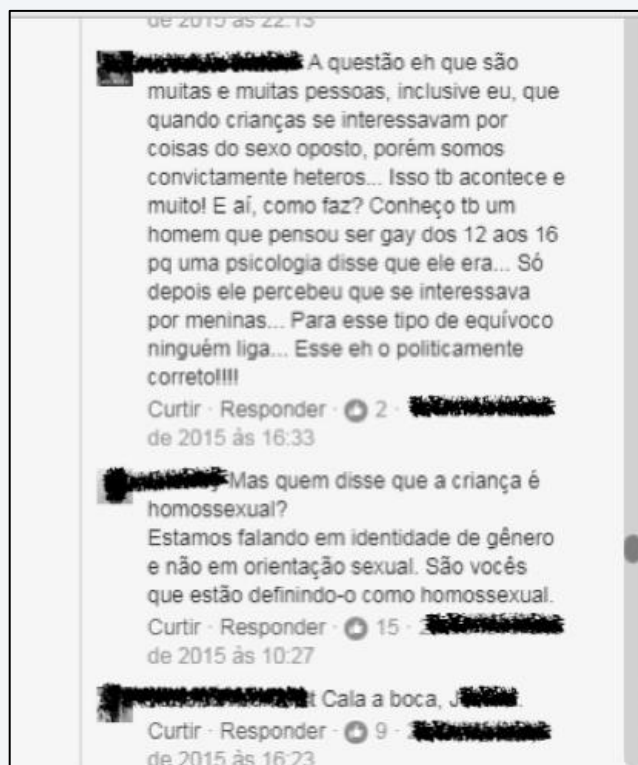 de 2015 às 22:13
A questão eh que são
muitas e muitas pessoas, inclusive eu, que
quando crianças se interessavam por
coisas do sexo oposto, porém somos
convictamente heteros... Isso tb acontece e
muito! E aí, como faz? Conheço tb um
homem que pensou ser gay dos 12 aos 16
pq uma psicologia disse que ele era... Só
depois ele percebeu que se interessava
por meninas... Para esse tipo de equívoco
ninguém liga... Esse eh o politicamente
correto!!!!
Curtir · Responder · 2 ·
de 2015 às 16:33
Mas quem disse que a criança é
homossexual?
Estamos falando em identidade de gênero
e não em orientação sexual. São vocês
que estão definindo-o como homossexual.
Curtir · Responder · 15 ·
de 2015 às 10:27
Cala a boca,
Curtir · Responder · 9 ·
de 2015 às 16:23